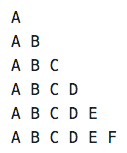 A
A B
A B C
A B C D
A B C D E
A B C D E F